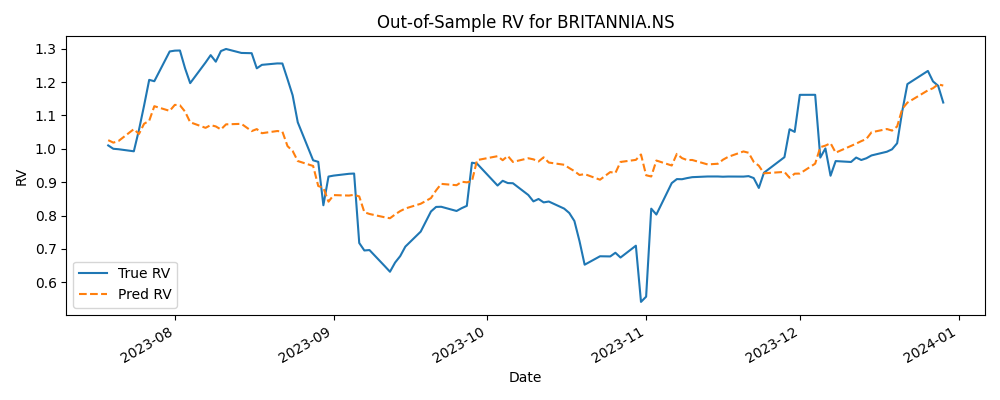 Out-of-Sample RV for BRITANNIA.NS
1.3
1.2
1.1
1.0
0.9
0.8
0.7
0.6
RV
True RV
Pred RV
2023-08
2023-09
2023-10
2023-11
2023-12
2024-01
Date